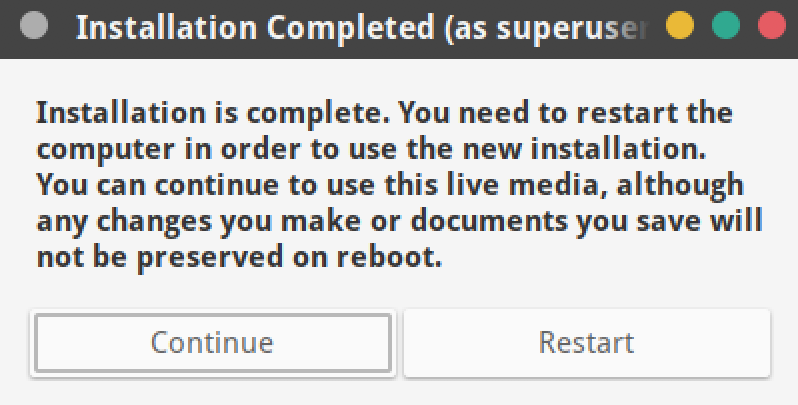 Installation Completed (as superuser
Installation is complete. You need to restart the
computer in order to use the new installation.
You can continue to use this live media, although
any changes you make or documents you save will
not be preserved on reboot.
Continue
Restart